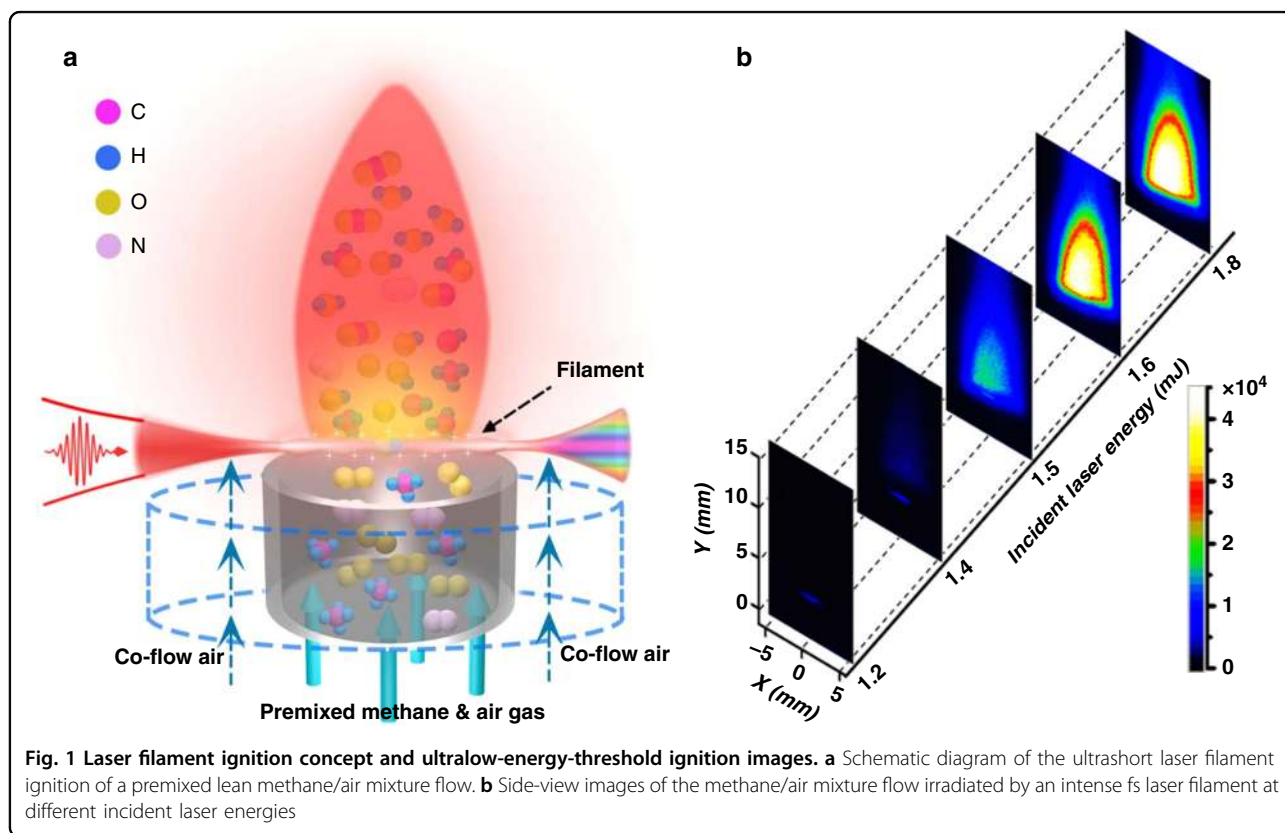 a
C
H
O
N
Filament
Co-flow air
Co-flow air
Premixed methane & air gas
b
15
10
5
0
Y (mm)
−5
0
5
X (mm)
1.2
1.4
1.5
1.6
1.8
Incident laser energy (mJ)
×10⁴
4
3
2
1
0
Fig. 1 Laser filament ignition concept and ultralow-energy-threshold ignition images. a Schematic diagram of the ultrashort laser filament
ignition of a premixed lean methane/air mixture flow. b Side-view images of the methane/air mixture flow irradiated by an intense fs laser filament at
different incident laser energies